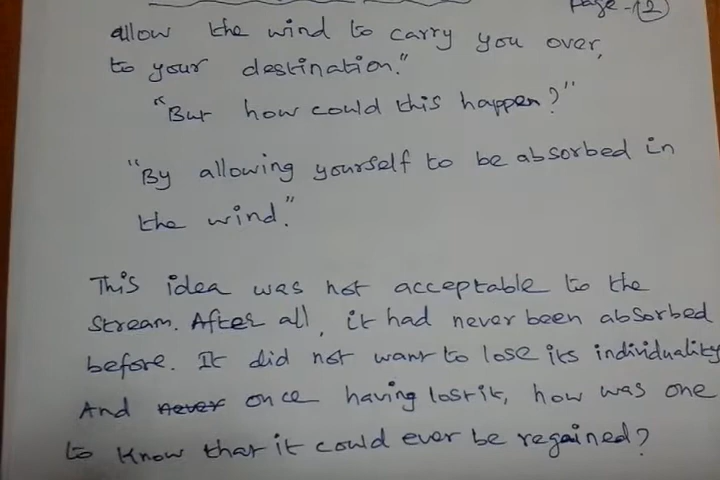 Page-12
allow the wind to carry you over,
to your destination."
"But how could this happen?"
"By allowing yourself to be absorbed in
the wind."
This idea was not acceptable to the
stream. After all, it had never been absorbed
before. It did not want to lose its individuality
And never once having lost it, how was one
to know that it could ever be regained?